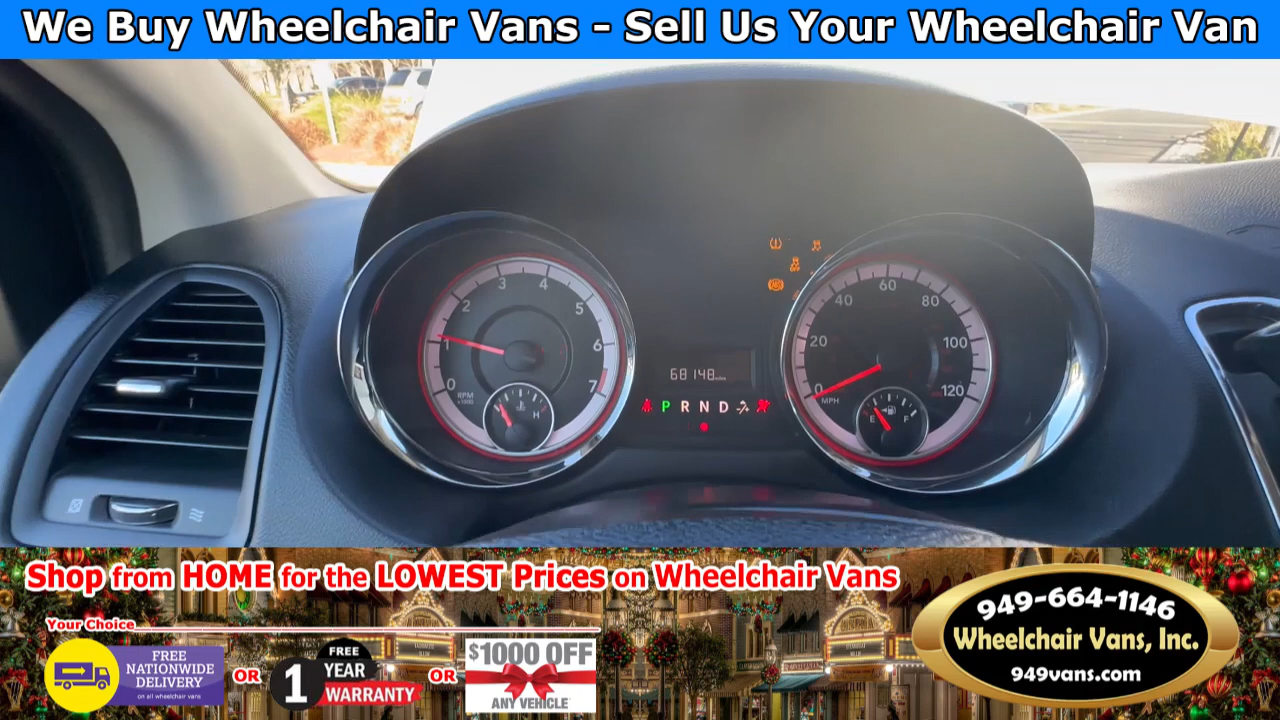 We Buy Wheelchair Vans - Sell Us Your Wheelchair Van
0 1 2 3 4 5 6 7
RPM
x1000
H
68148 miles
P R N D
0 20 40 60 80 100 120
MPH
E F
Shop from HOME for the LOWEST Prices on Wheelchair Vans
Your Choice
FREE
NATIONWIDE
DELIVERY
on all wheelchair vans
OR
FREE
1 YEAR
WARRANTY
OR
$1000 OFF
ANY VEHICLE
949-664-1146
Wheelchair Vans, Inc.
949vans.com